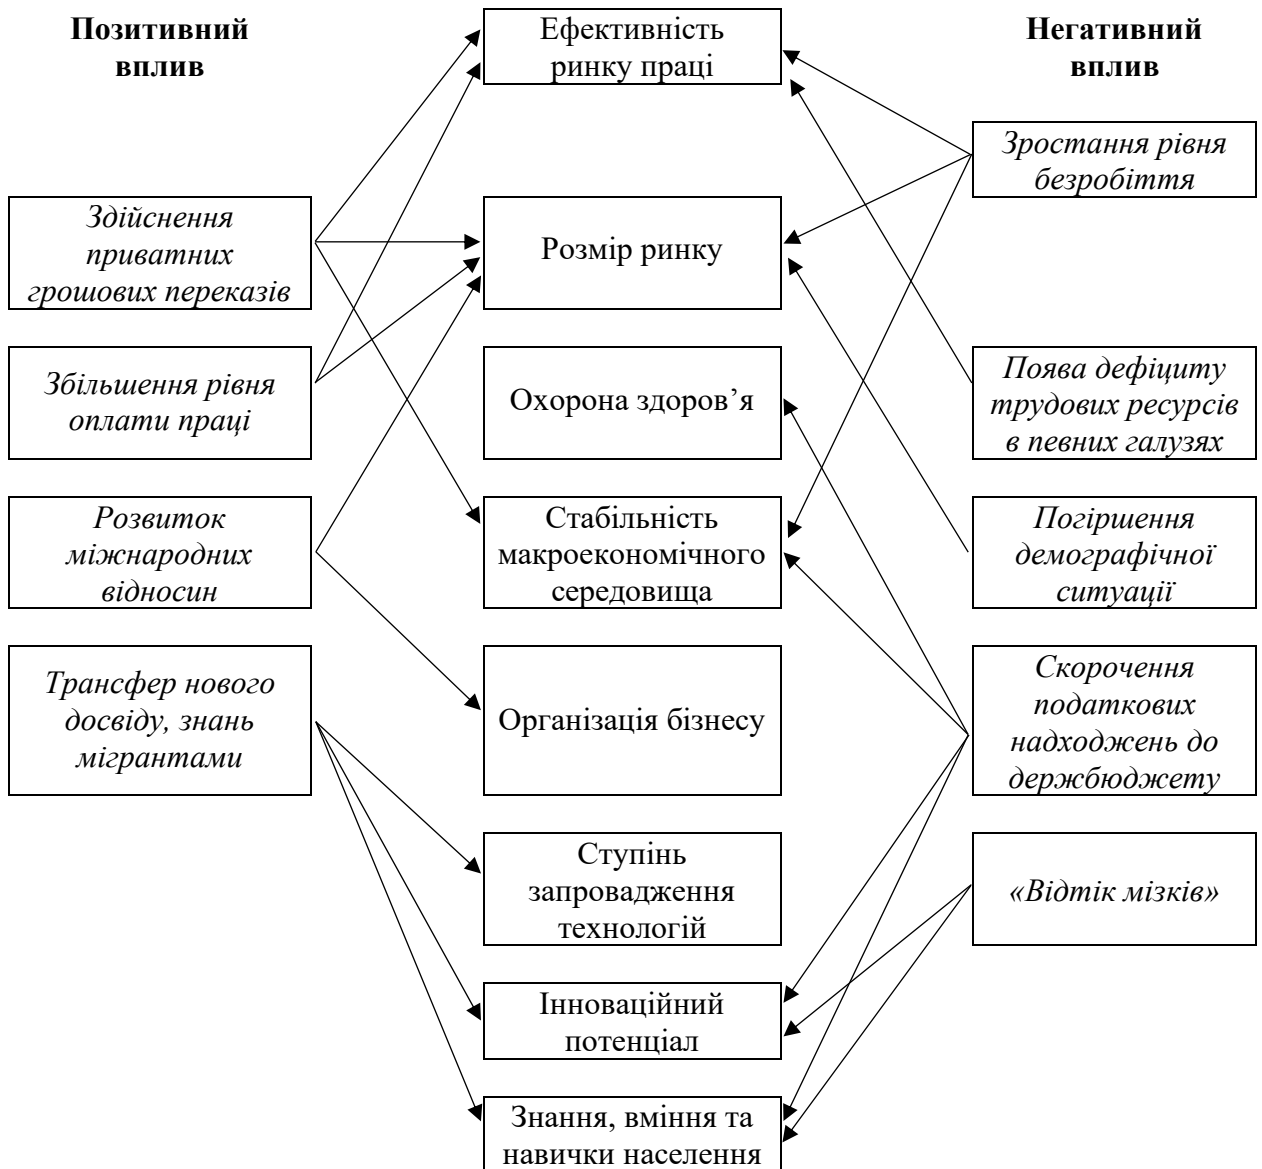 Позитивний
вплив
Здійснення
приватних
грошових переказів
Збільшення рівня
оплати праці
Розвиток
міжнародних
відносин
Трансфер нового
досвіду, знань
мігрантами
Ефективність
ринку праці
Розмір ринку
Охорона здоров’я
Стабільність
макроекономічного
середовища
Організація бізнесу
Ступінь
запровадження
технологій
Інноваційний
потенціал
Знання, вміння та
навички населення
Негативний
вплив
Зростання рівня
безробіття
Поява дефіциту
трудових ресурсів
в певних галузях
Погіршення
демографічної
ситуації
Скорочення
податкових
надходжень до
держбюджету
«Відтік мізків»